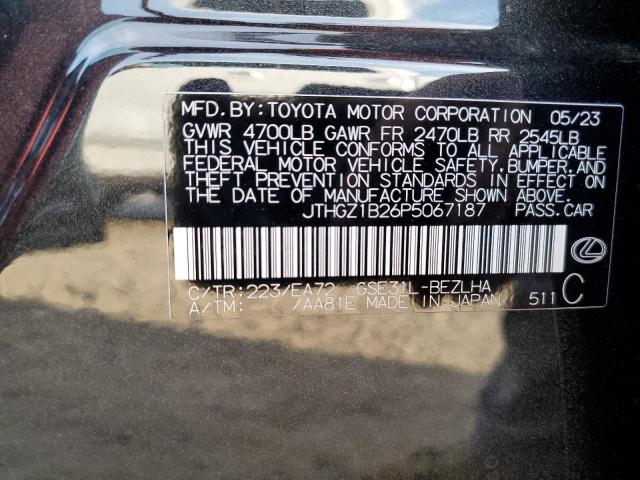 MFD. BY: TOYOTA MOTOR CORPORATION 05/23
GVWR 4700LB GAWR FR 2470LB RR 2545LB
THIS VEHICLE CONFORMS TO ALL APPLICABLE
FEDERAL MOTOR VEHICLE SAFETY, BUMPER, AND
THEFT PREVENTION STANDARDS IN EFFECT ON
THE DATE OF MANUFACTURE SHOWN ABOVE.
JTHGZ1B26P5067187 PASS. CAR
C/TR: 223/EA72 GSE31L-BEZLHA
A/TM: /AA81E MADE IN JAPAN 511 C